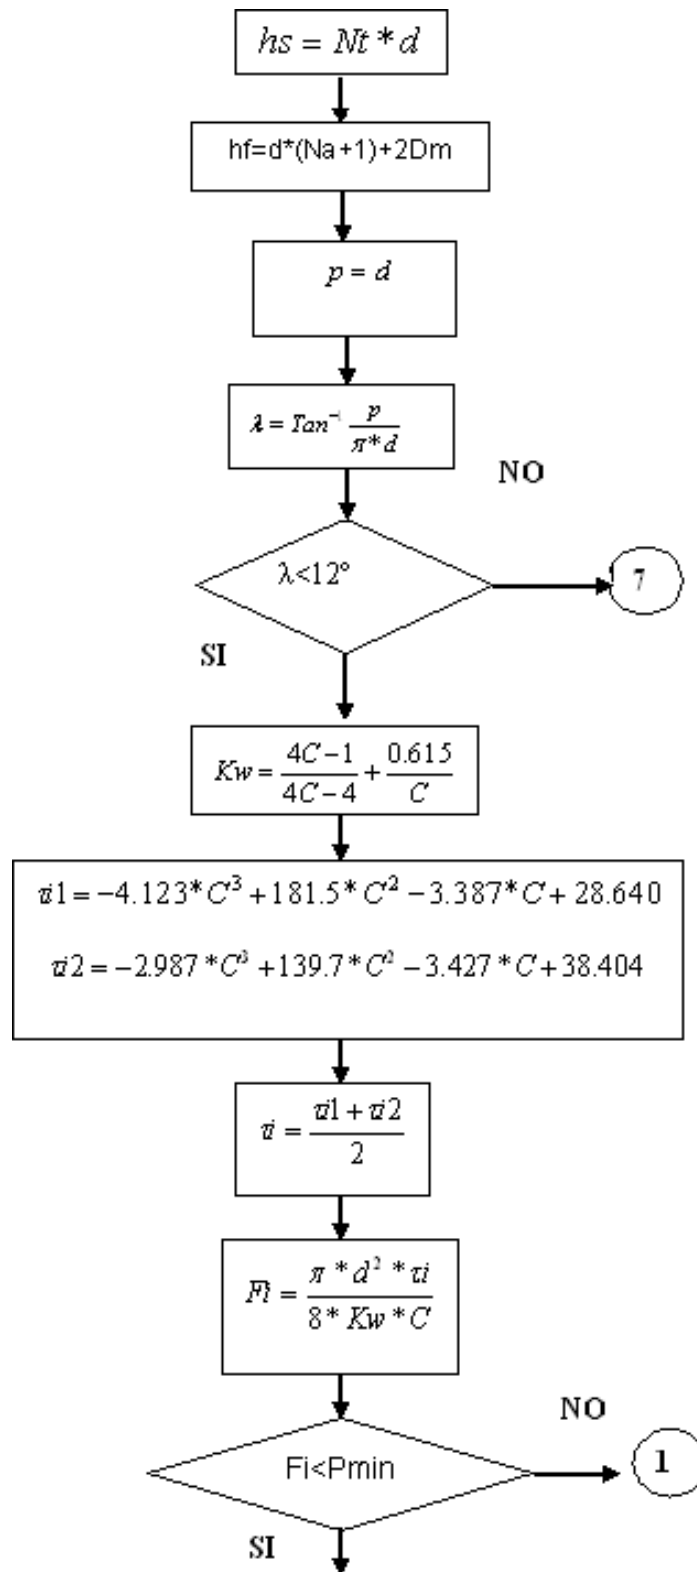 hs = Nt * d
hf=d*(Na+1)+2Dm
p = d
λ = Tan⁻¹ p / π* d
NO
λ<12º
7
SI
Kw = 4C−1 / 4C−4 + 0.615 / C
τi1 = −4.123* C³ +181.5* C² −3.387* C + 28.640
τi2 = −2.987 * C³ +139.7* C² −3.427 * C +38.404
τi = τi1 + τi2 / 2
Fi = π * d² * τi / 8* Kw * C
NO
Fi<Pmin
1
SI